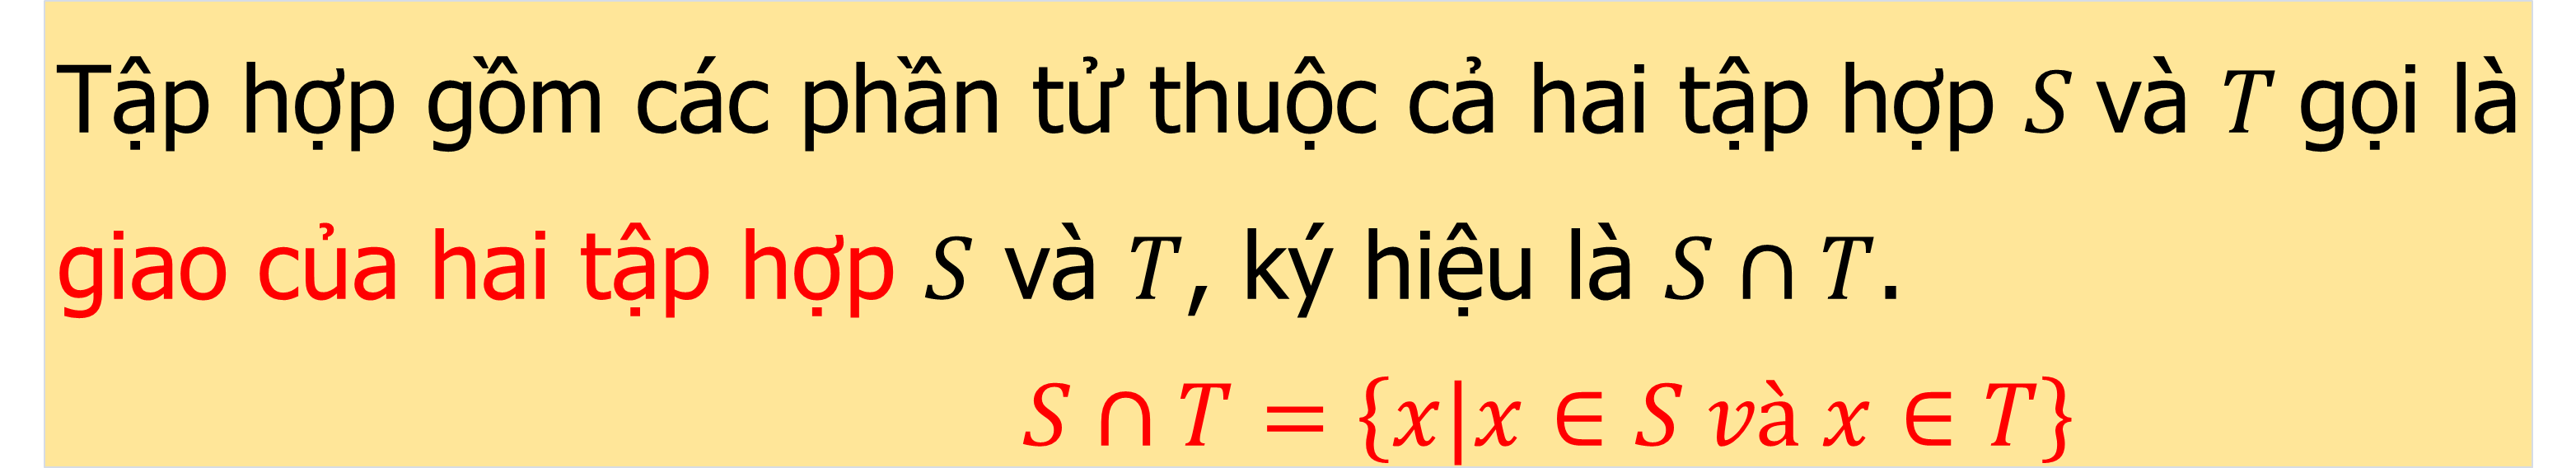 Tập hợp gồm các phần tử thuộc cả hai tập hợp S và T gọi là
giao của hai tập hợp S và T, ký hiệu là S ∩ T.
S ∩ T = {x|x ∈ S và x ∈ T}